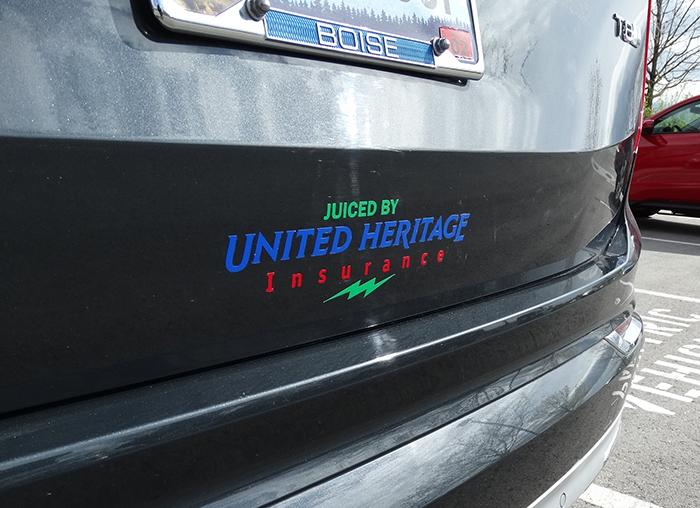 BOISE
JUICED BY
UNITED HERITAGE
Insurance